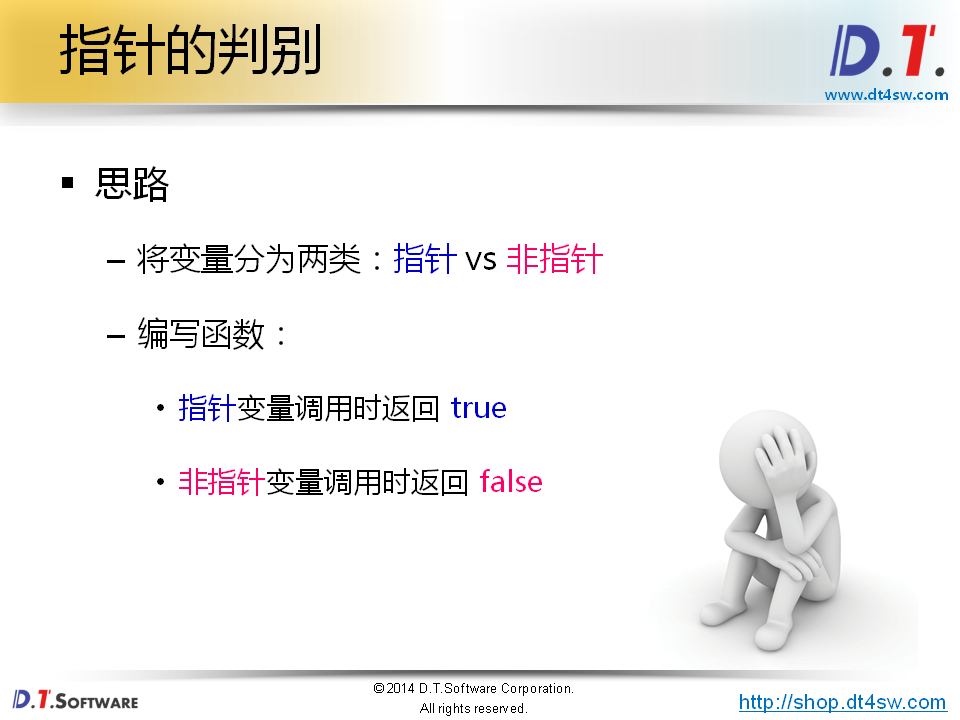 指针的判别
D.T.
www.dt4sw.com
思路
– 将变量分为两类：指针 vs 非指针
– 编写函数：
• 指针变量调用时返回 true
• 非指针变量调用时返回 false
D.T.SOFTWARE
©2014 D.T.Software Corporation.
All rights reserved.
http://shop.dt4sw.com